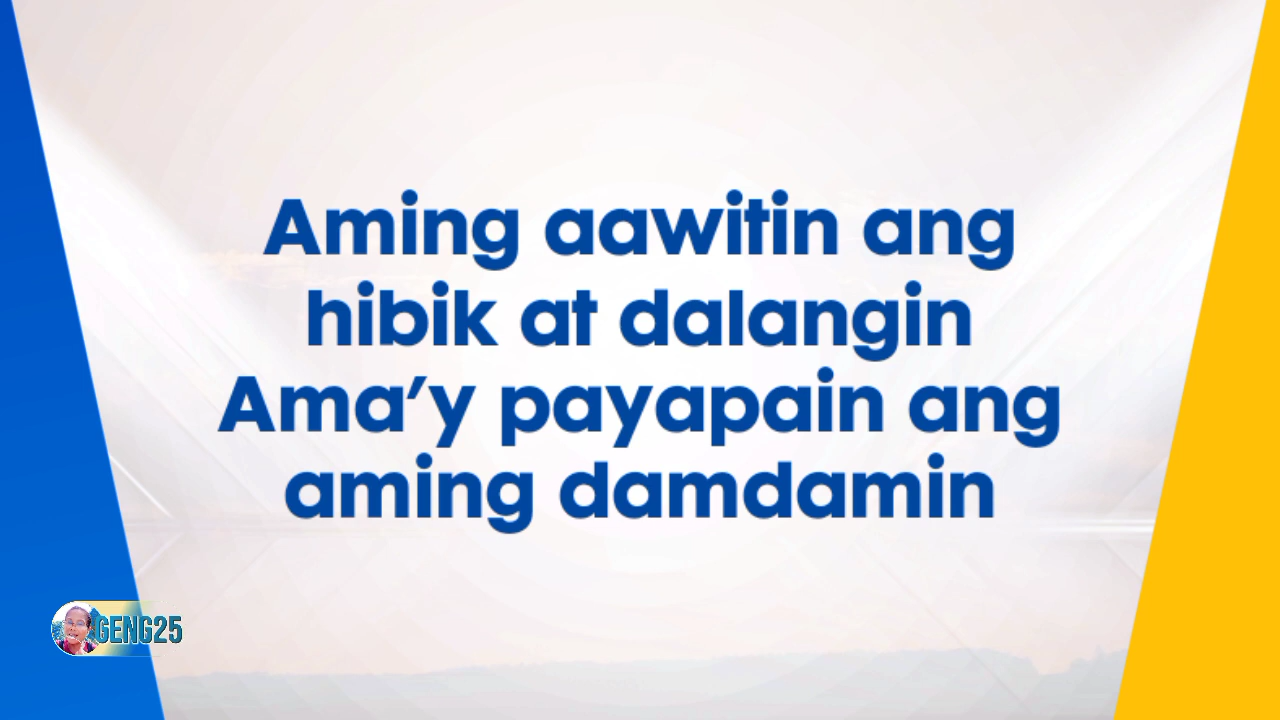 Aming aawitin ang
hibik at dalangin
Ama’y payapain ang
aming damdamin
GENG25